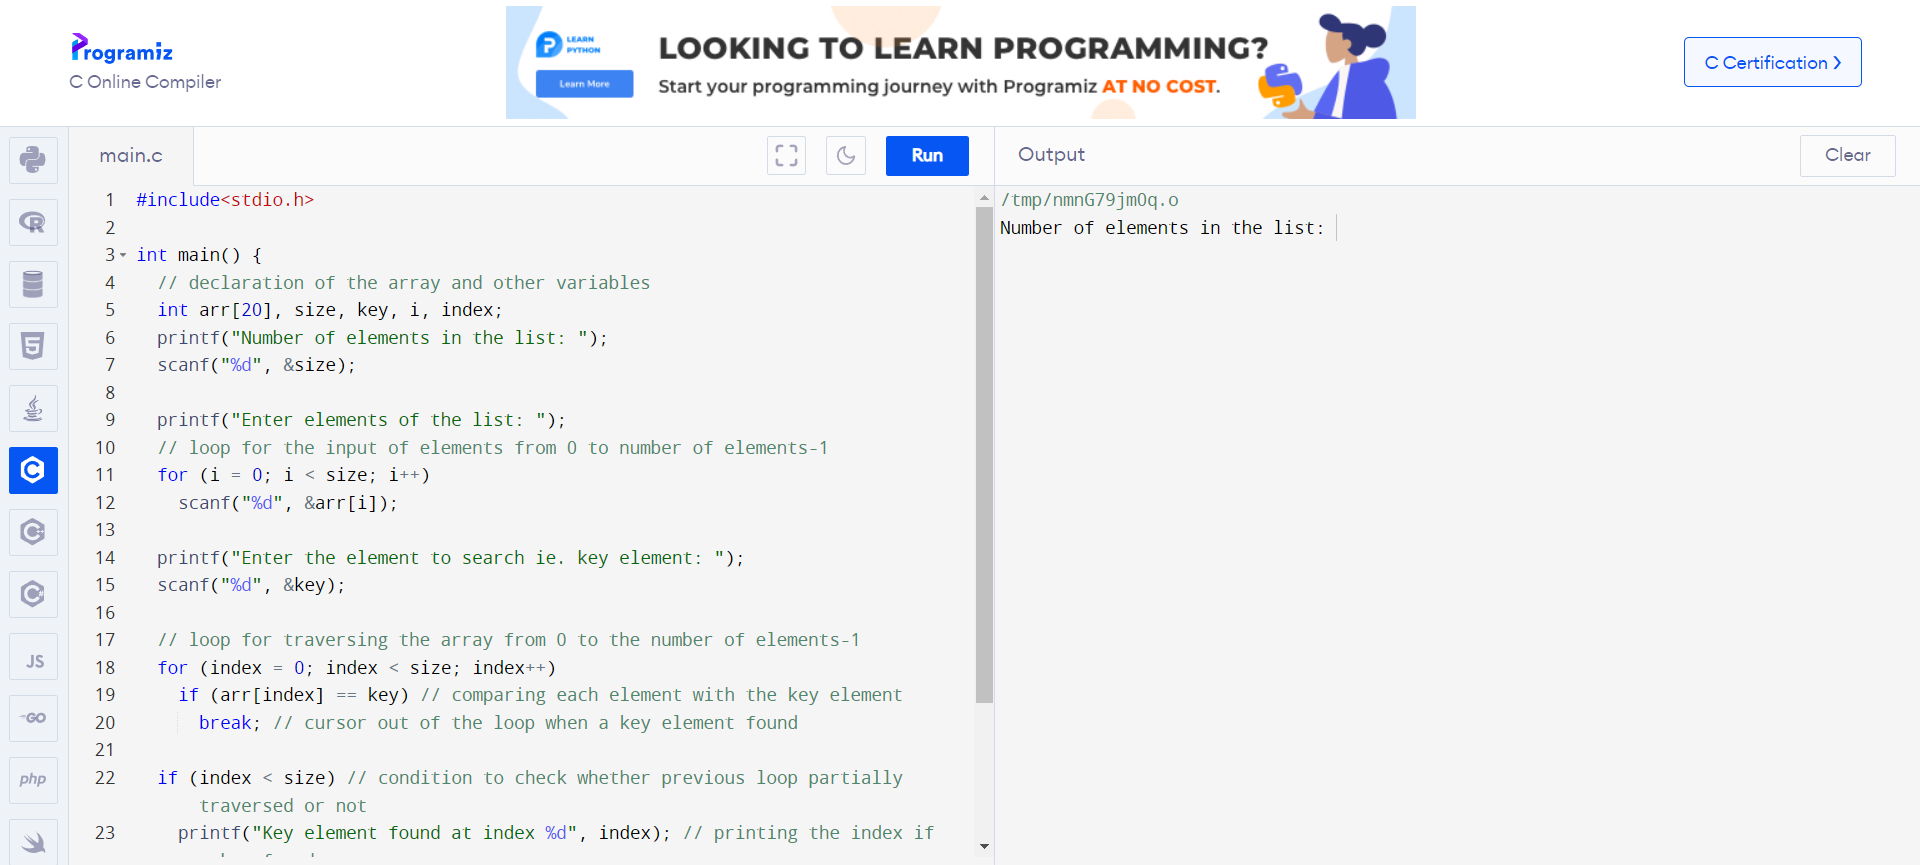 Programiz
C Online Compiler
LEARN
PYTHON
Learn More
LOOKING TO LEARN PROGRAMMING?
Start your programming journey with Programiz AT NO COST.
C Certification
main.c
Run
Output
Clear
1 #include<stdio.h>
2
3 int main() {
4 // declaration of the array and other variables
5 int arr[20], size, key, i, index;
6 printf("Number of elements in the list: ");
7 scanf("%d", &size);
8
9 printf("Enter elements of the list: ");
10 // loop for the input of elements from 0 to number of elements-1
11 for (i = 0; i < size; i++)
12 scanf("%d", &arr[i]);
13
14 printf("Enter the element to search ie. key element: ");
15 scanf("%d", &key);
16
17 // loop for traversing the array from 0 to the number of elements-1
18 for (index = 0; index < size; index++)
19 if (arr[index] == key) // comparing each element with the key element
20 break; // cursor out of the loop when a key element found
21
22 if (index < size) // condition to check whether previous loop partially
traversed or not
23 printf("Key element found at index %d", index); // printing the index if
/tmp/nmnG79jmOq.o
Number of elements in the list:
R
5
C
JS
GO
php